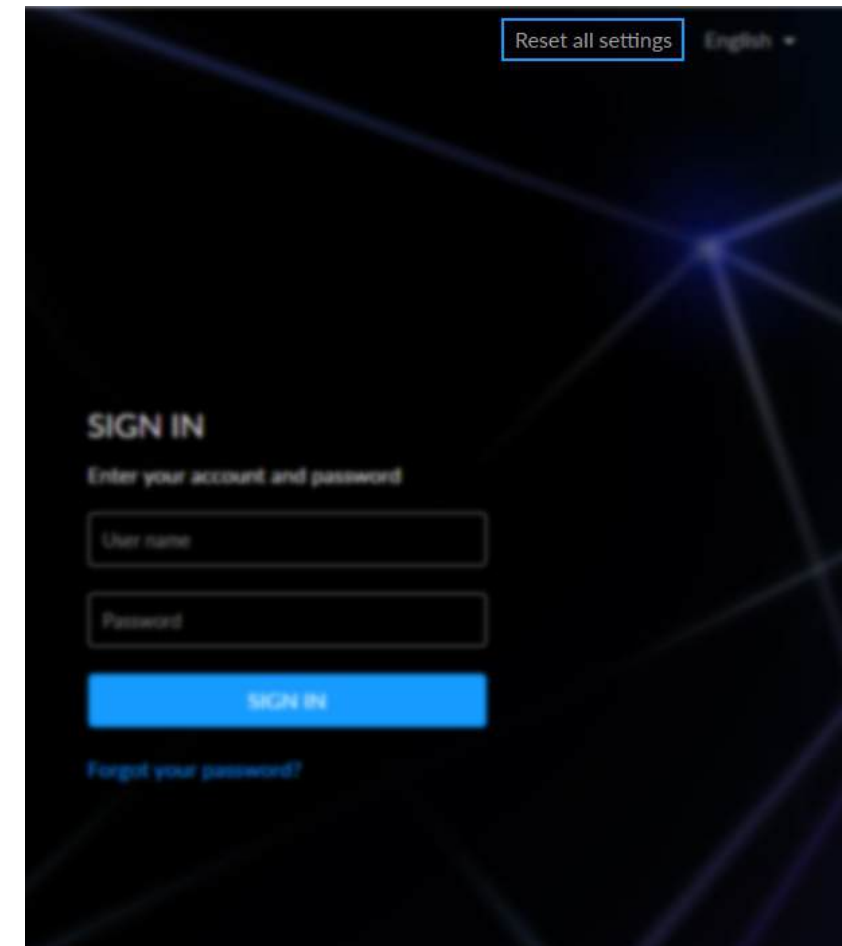 Reset all settings
English
SIGN IN
Enter your account and password
User name
Password
SIGN IN
Forgot your password?